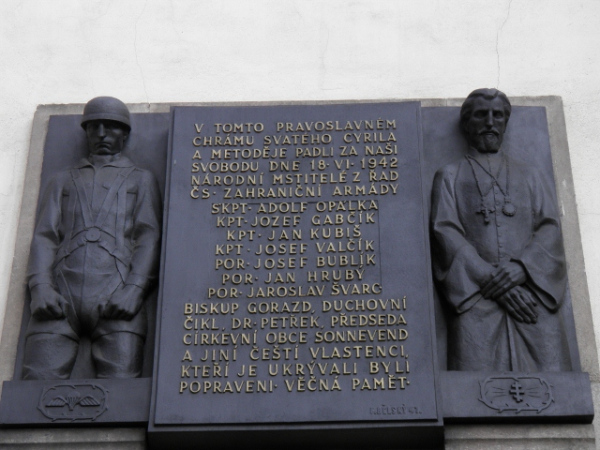 V TOMTO PRAVOSLAVNÉM
CHRÁMU SVATÉHO CYRILA
A METODĚJE PADLI ZA NAŠI
SVOBODU DNE 18·VI·1942
NÁRODNÍ MSTITELÉ Z ŘAD
ČS·ZAHRANIČNÍ ARMÁDY
ŠKPT·ADOLF OPÁLKA
KPT·JOZEF GABČÍK
KPT·JAN KUBIŠ
KPT·JOSEF VALČÍK
POR·JOSEF BUBLÍK
POR·JAN HRUBÝ
POR·JAROSLAV ŠVARC
BISKUP GORAZD, DUCHOVNÍ
ČIKL, DR·PETŘEK, PŘEDSEDA
CÍRKEVNÍ OBCE SONNEVEND
A JINÍ ČEŠTÍ VLASTENCI,
KTEŘÍ JE UKRÝVALI BYLI
POPRAVENI·VĚČNÁ PAMĚŤ·